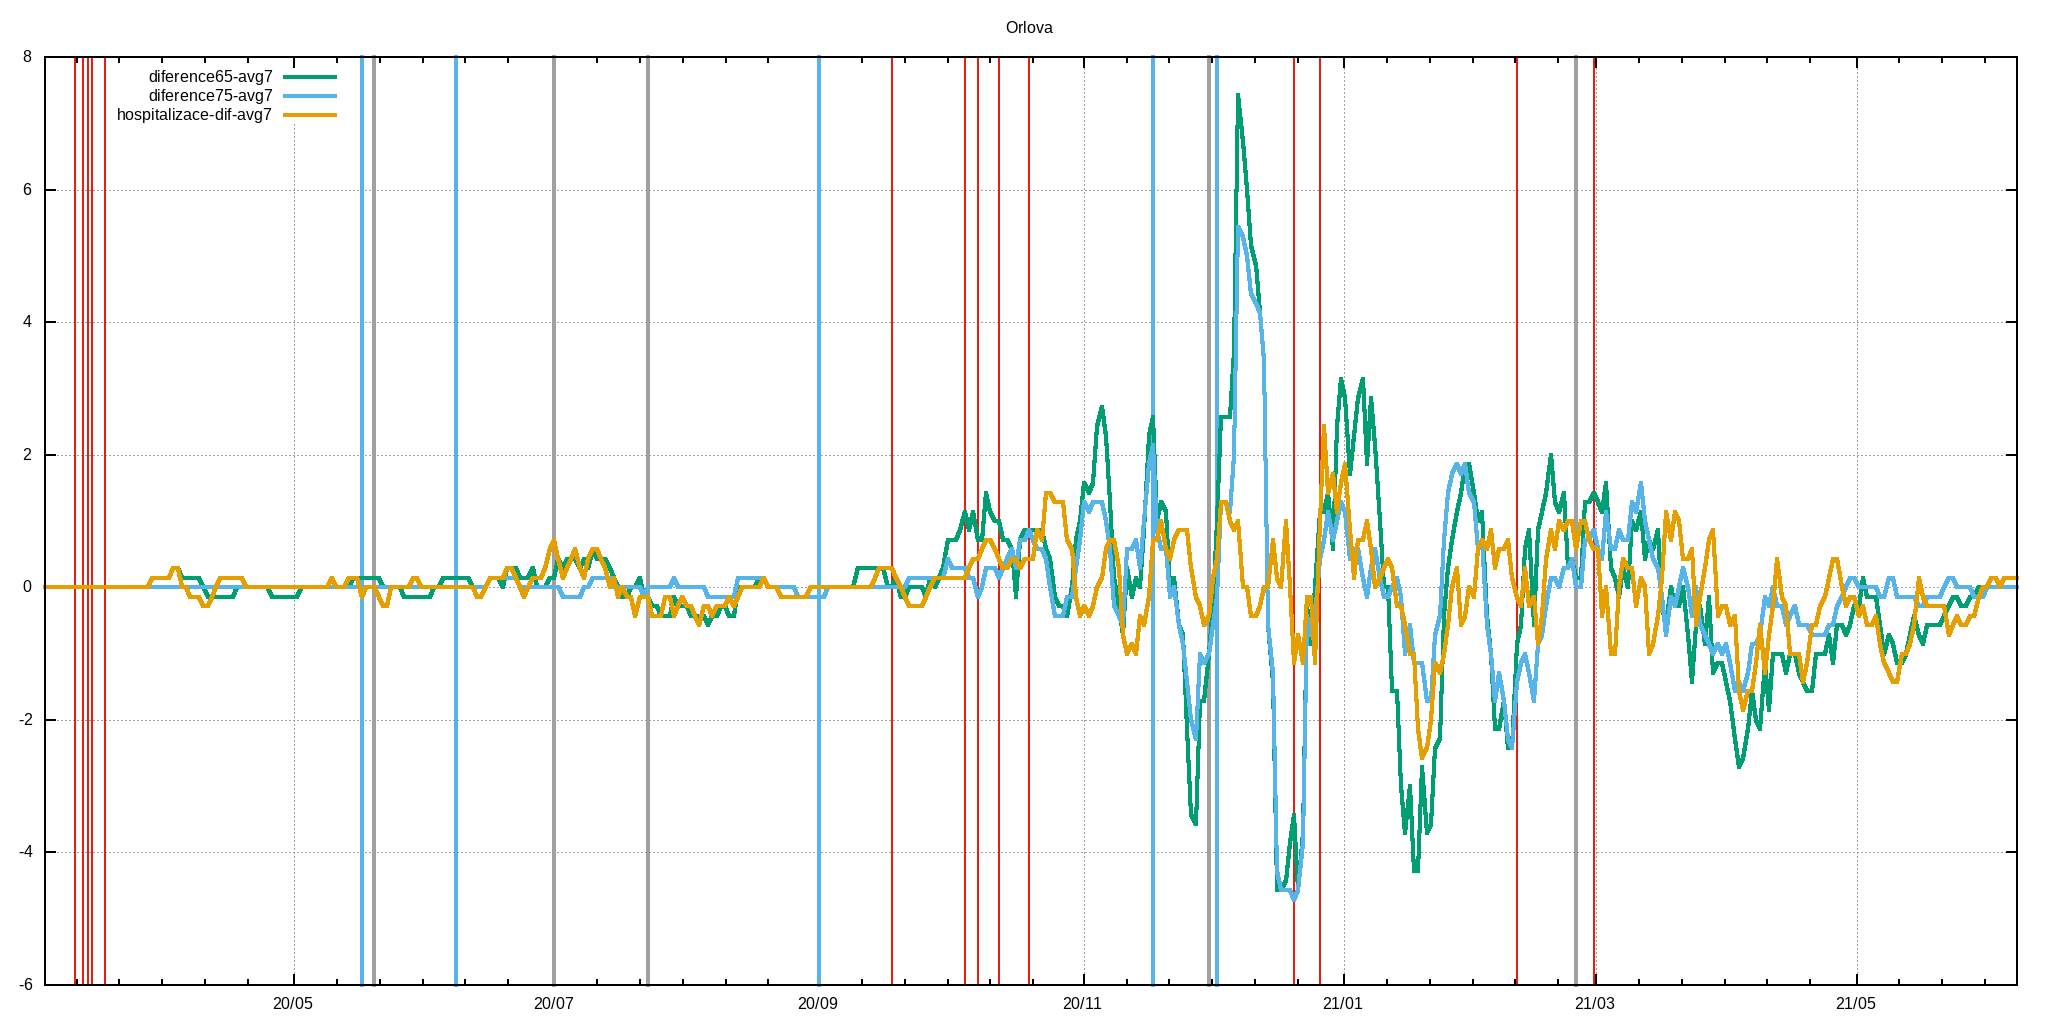 Orlova
diference65-avg7
diference75-avg7
hospitalizace-dif-avg7
8
6
4
2
0
-2
-4
-6
20/05 20/07 20/09 20/11 21/01 21/03 21/05